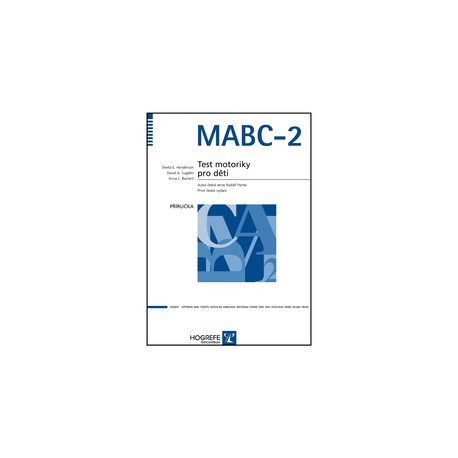 MABC–2
Sheila E. Henderson
David A. Sugden
Anna L. Barnett
Test motoriky
pro děti
Autor české verze Rudolf Psotta
První české vydání
PŘÍRUČKA
HOGREFE
TESTCENTRUM